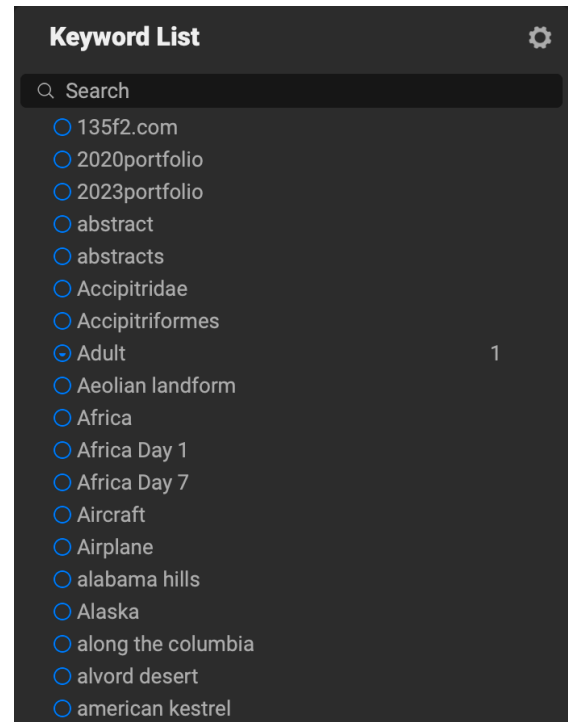 Keyword List
Search
135f2.com
2020portfolio
2023portfolio
abstract
abstracts
Accipitridae
Accipitriformes
Adult 1
Aeolian landform
Africa
Africa Day 1
Africa Day 7
Aircraft
Airplane
alabama hills
Alaska
along the columbia
alvord desert
american kestrel